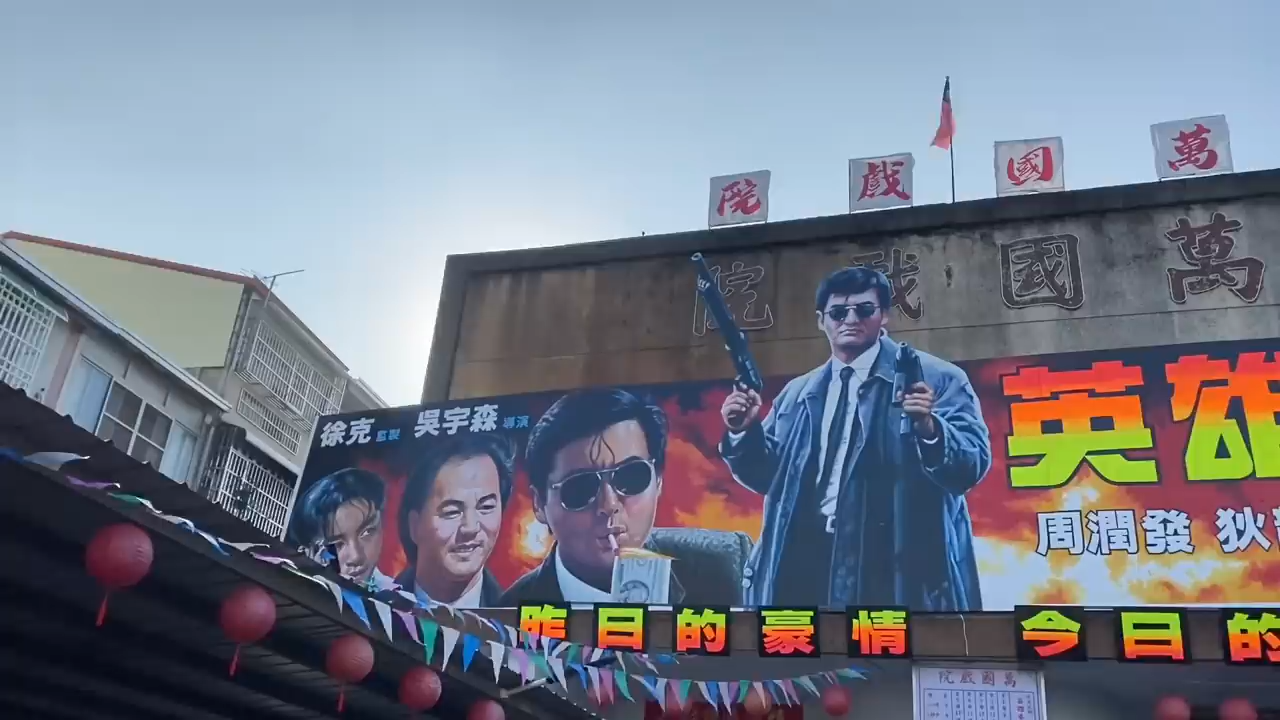 萬國戲院
萬國戲院
徐克 監製 吳宇森 導演
英雄
周潤發 狄
昨日的豪情 今日的
萬國戲院